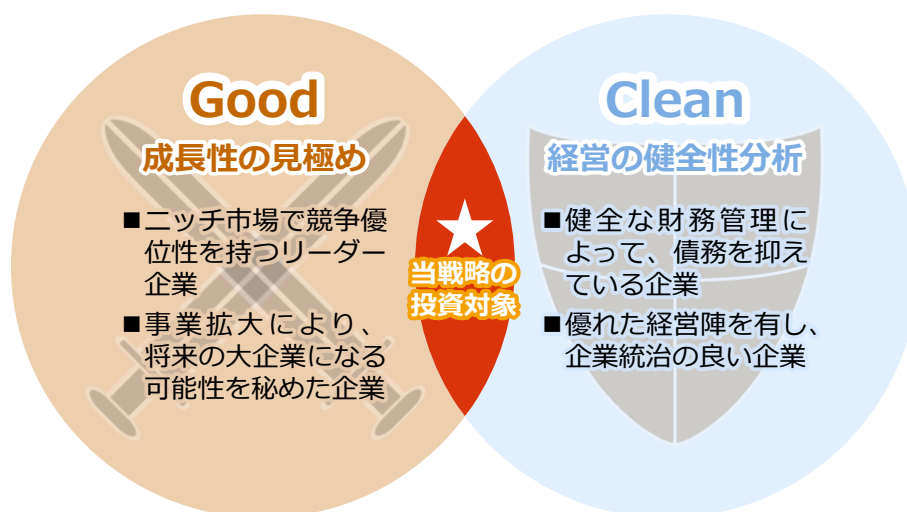 Good
成長性の見極め
■ニッチ市場で競争優
位性を持つリーダー
企業
■事業拡大により、
将来の大企業になる
可能性を秘めた企業
当戦略の
投資対象
Clean
経営の健全性分析
■健全な財務管理に
よって、債務を抑え
ている企業
■優れた経営陣を有し、
企業統治の良い企業